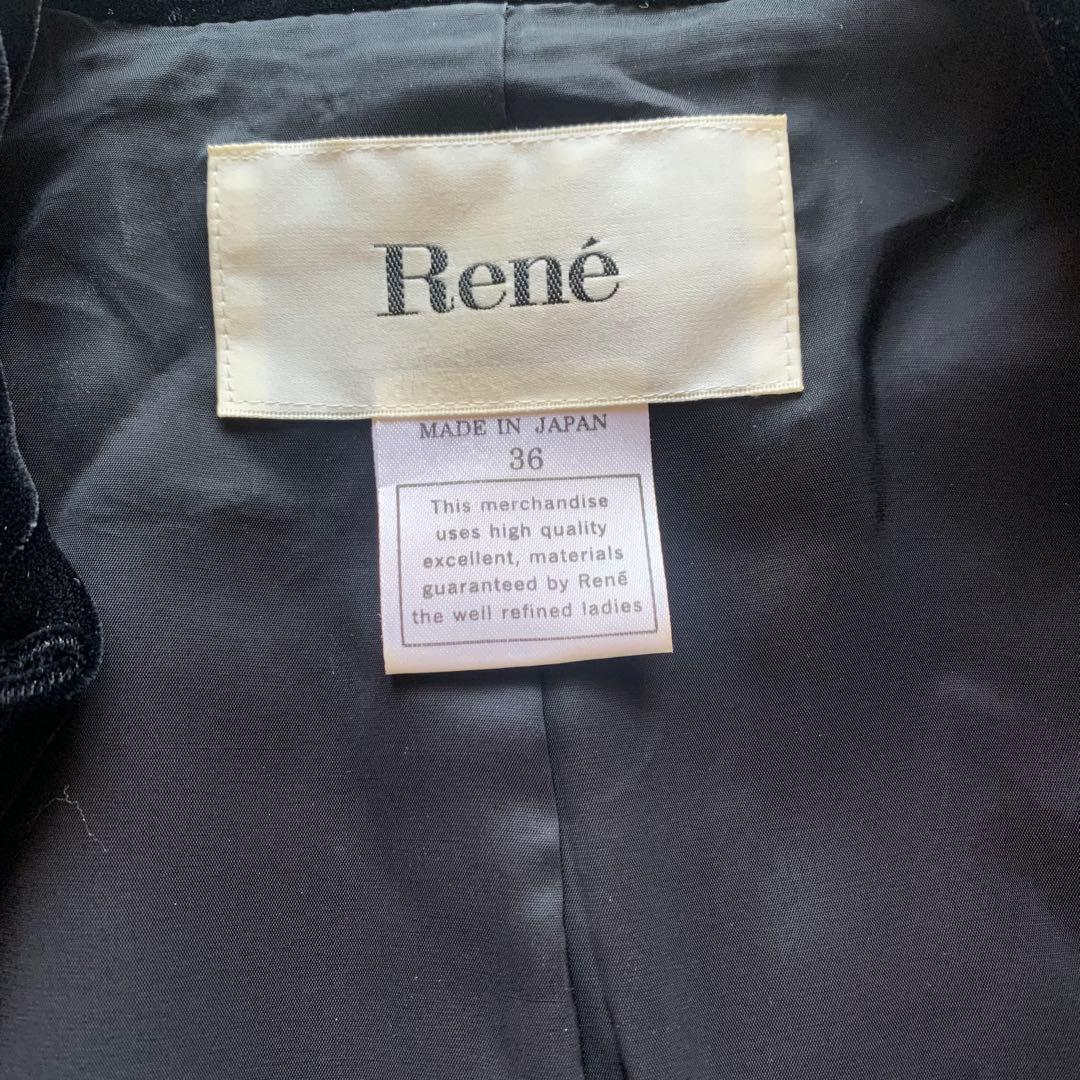 René
MADE IN JAPAN
36
This merchandise
uses high quality
excellent, materials
guaranteed by René
the well refined ladies